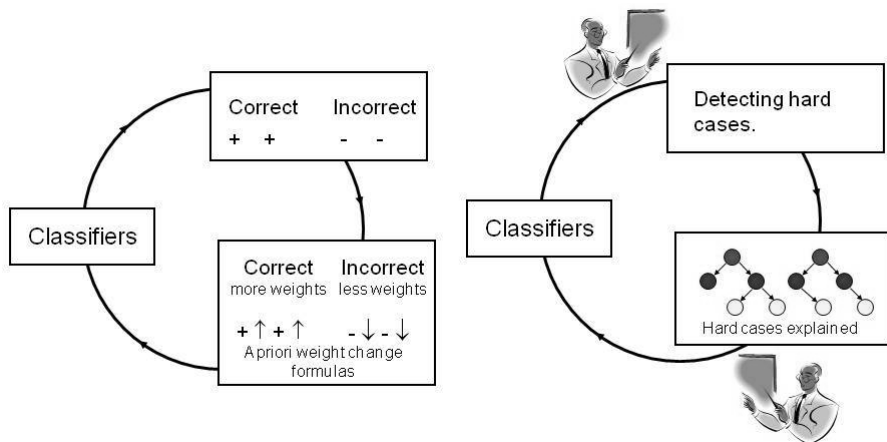 Correct Incorrect
+ + - -
Classifiers
Correct Incorrect
more weights less weights
+ ↑ + ↑ - ↓ - ↓
A priori weight change
formulas
Detecting hard
cases.
Classifiers
Hard cases explained